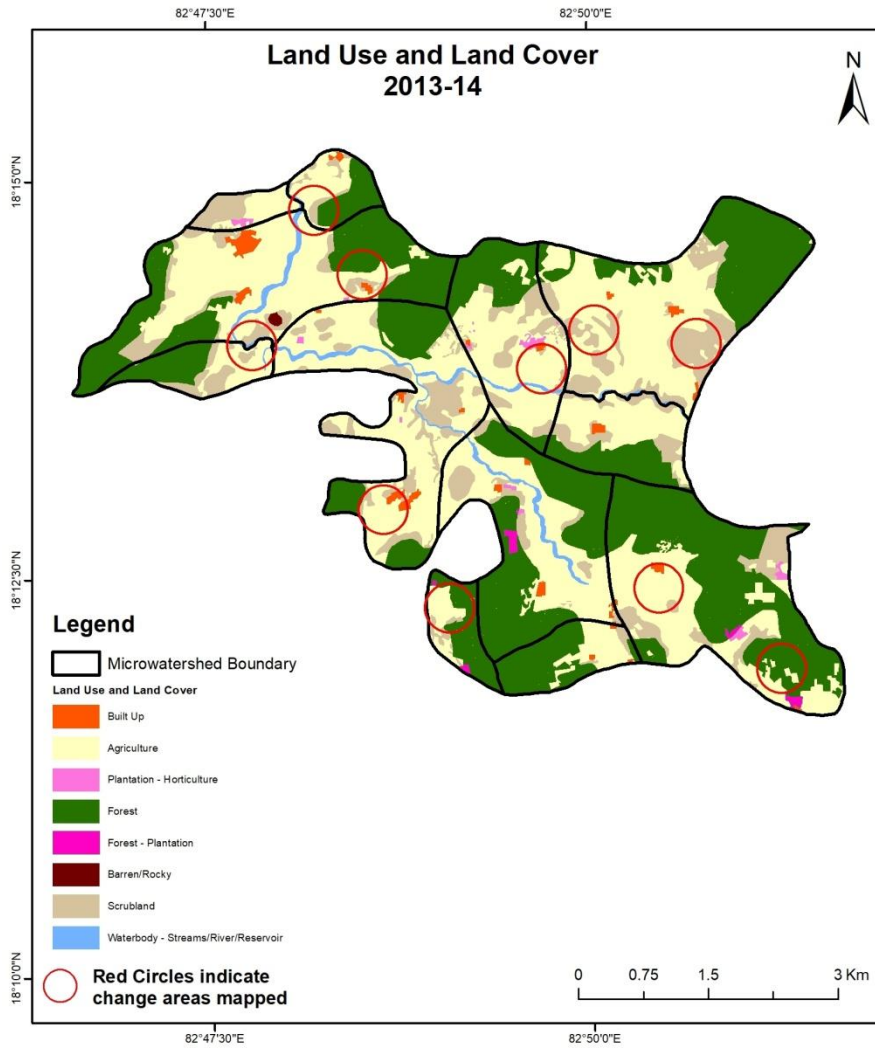 82°47'30"E
82°50'0"E
Land Use and Land Cover
2013-14
N
18°15'0"N
18°12'30"N
18°10'0"N
Legend
Microwatershed Boundary
Land Use and Land Cover
Built Up
Agriculture
Plantation - Horticulture
Forest
Forest - Plantation
Barren/Rocky
Scrubland
Waterbody - Streams/River/Reservoir
Red Circles indicate
change areas mapped
0 0.75 1.5 3 Km
82°47'30"E
82°50'0"E